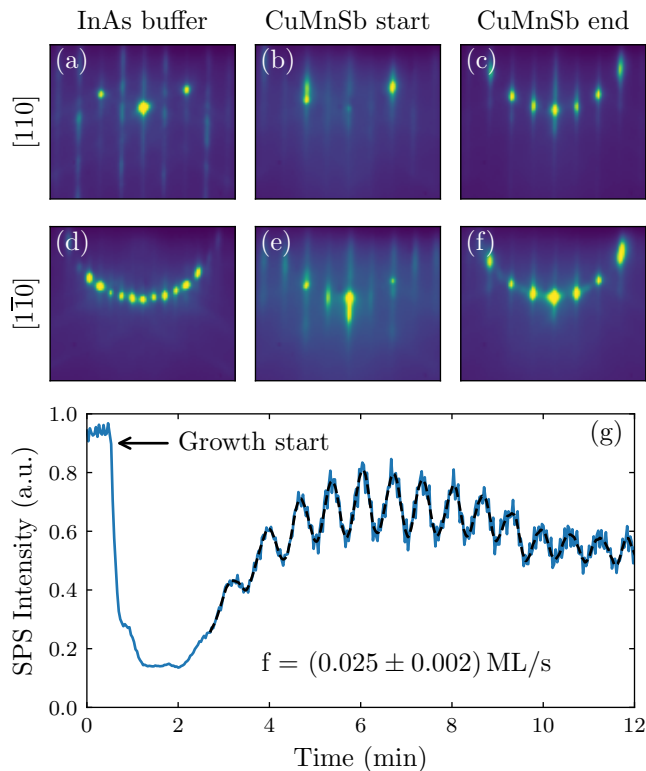 InAs buffer CuMnSb start CuMnSb end
[110]
(a) (b) (c)
[11̅0]
(d) (e) (f)
SPS Intensity (a.u.)
1.0
0.8
0.6
0.4
0.2
0.0
Growth start
(g)
f = (0.025 ± 0.002) ML/s
0 2 4 6 8 10 12
Time (min)